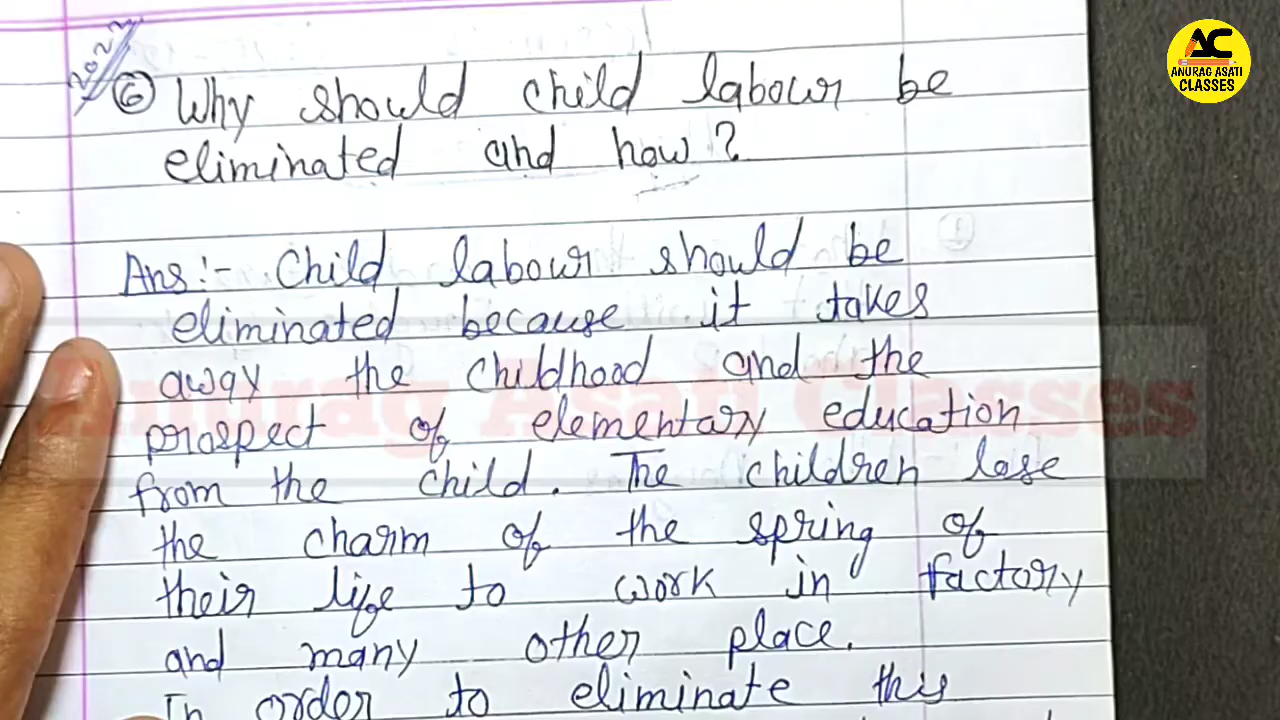 2022
6 Why should child labour be
eliminated and how?
Ans:- Child labour should be
eliminated because it takes
away the childhood and the
prospect of elementary education
from the child. The children lose
the charm of the spring of
their life to work in factory
and many other place.
In order to eliminate this
AC
ANURAG ASATI
CLASSES
Anurag Asati Classes